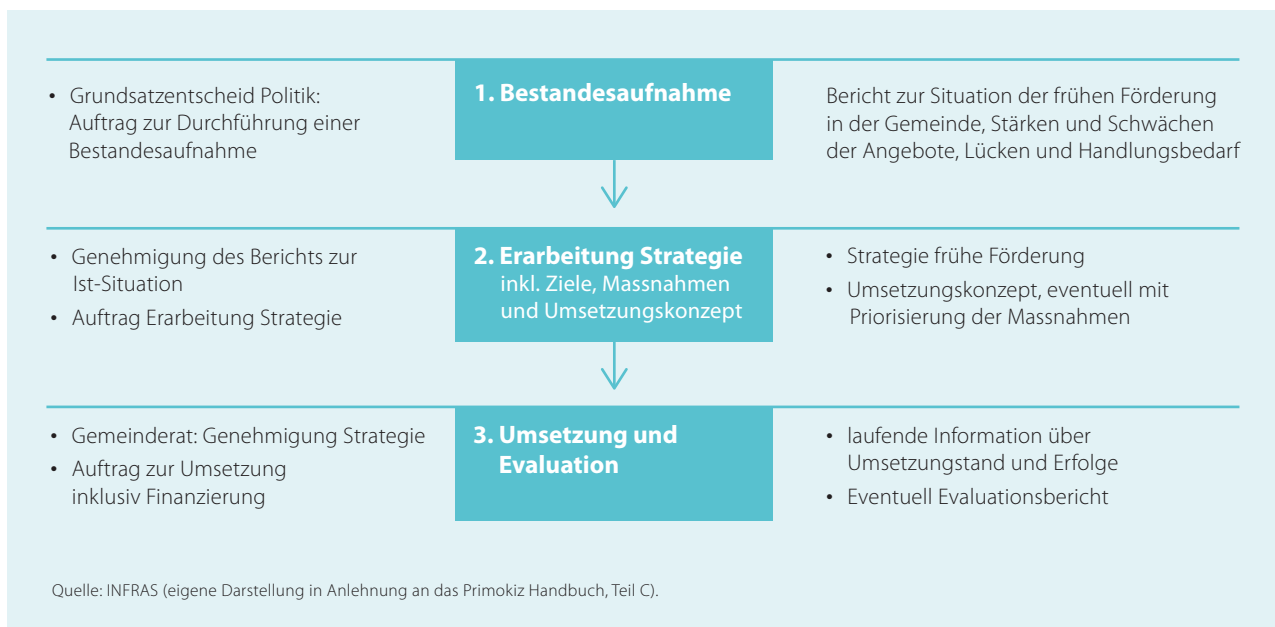 • Grundsatzentscheid Politik:
Auftrag zur Durchführung einer
Bestandesaufnahme
1. Bestandesaufnahme
Bericht zur Situation der frühen Förderung
in der Gemeinde, Stärken und Schwächen
der Angebote, Lücken und Handlungsbedarf
• Genehmigung des Berichts zur
Ist-Situation
• Auftrag Erarbeitung Strategie
2. Erarbeitung Strategie
inkl. Ziele, Massnahmen
und Umsetzungskonzept
• Strategie frühe Förderung
• Umsetzungskonzept, eventuell mit
Priorisierung der Massnahmen
• Gemeinderat: Genehmigung Strategie
• Auftrag zur Umsetzung
inklusiv Finanzierung
3. Umsetzung und
Evaluation
• laufende Information über
Umsetzungstand und Erfolge
• Eventuell Evaluationsbericht
Quelle: INFRAS (eigene Darstellung in Anlehnung an das Primokiz Handbuch, Teil C).